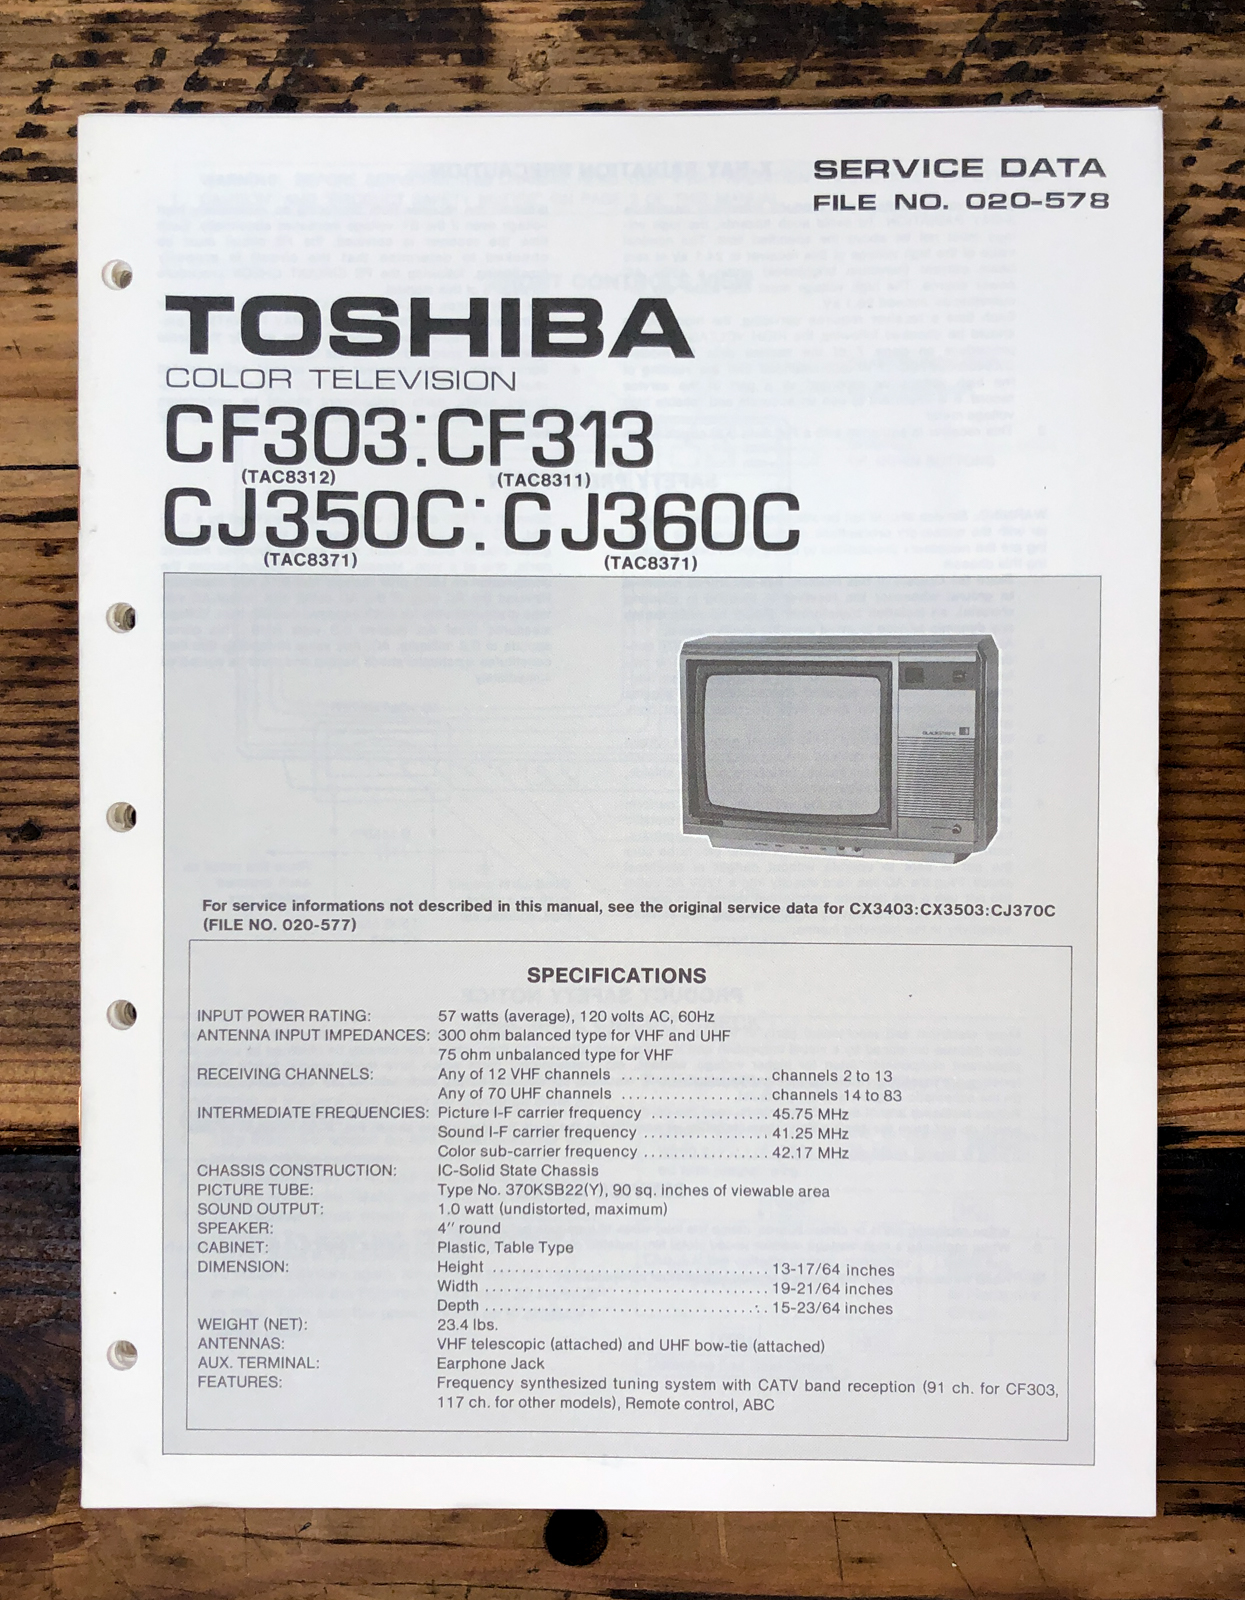 SERVICE DATA
FILE NO. 020-578
TOSHIBA
COLOR TELEVISION
CF303:CF313
(TAC8312) (TAC8311)
CJ350C:CJ360C
(TAC8371) (TAC8371)
BLACKSTRIPE
For service informations not described in this manual, see the original service data for CX3403:CX3503:CJ370C
(FILE NO. 020-577)
SPECIFICATIONS
INPUT POWER RATING: 57 watts (average), 120 volts AC, 60Hz
ANTENNA INPUT IMPEDANCES: 300 ohm balanced type for VHF and UHF
75 ohm unbalanced type for VHF
RECEIVING CHANNELS: Any of 12 VHF channels .................... channels 2 to 13
Any of 70 UHF channels .................... channels 14 to 83
INTERMEDIATE FREQUENCIES: Picture I-F carrier frequency ................ 45.75 MHz
Sound I-F carrier frequency ................. 41.25 MHz
Color sub-carrier frequency ................. 42.17 MHz
CHASSIS CONSTRUCTION: IC-Solid State Chassis
PICTURE TUBE: Type No. 370KSB22(Y), 90 sq. inches of viewable area
SOUND OUTPUT: 1.0 watt (undistorted, maximum)
SPEAKER: 4″ round
CABINET: Plastic, Table Type
DIMENSION: Height ..................................... 13-17/64 inches
Width ...................................... 19-21/64 inches
Depth ...................................... 15-23/64 inches
WEIGHT (NET): 23.4 lbs.
ANTENNAS: VHF telescopic (attached) and UHF bow-tie (attached)
AUX. TERMINAL: Earphone Jack
FEATURES: Frequency synthesized tuning system with CATV band reception (91 ch. for CF303,
117 ch. for other models), Remote control, ABC